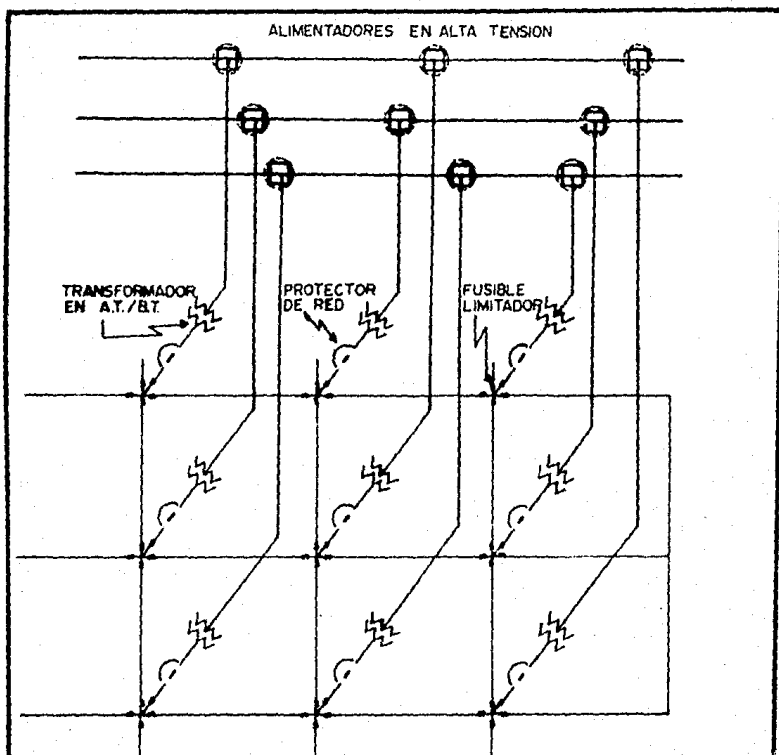 ALIMENTADORES EN ALTA TENSION
TRANSFORMADOR
EN A.T./B.T.
PROTECTOR
DE RED
FUSIBLE
LIMITADOR